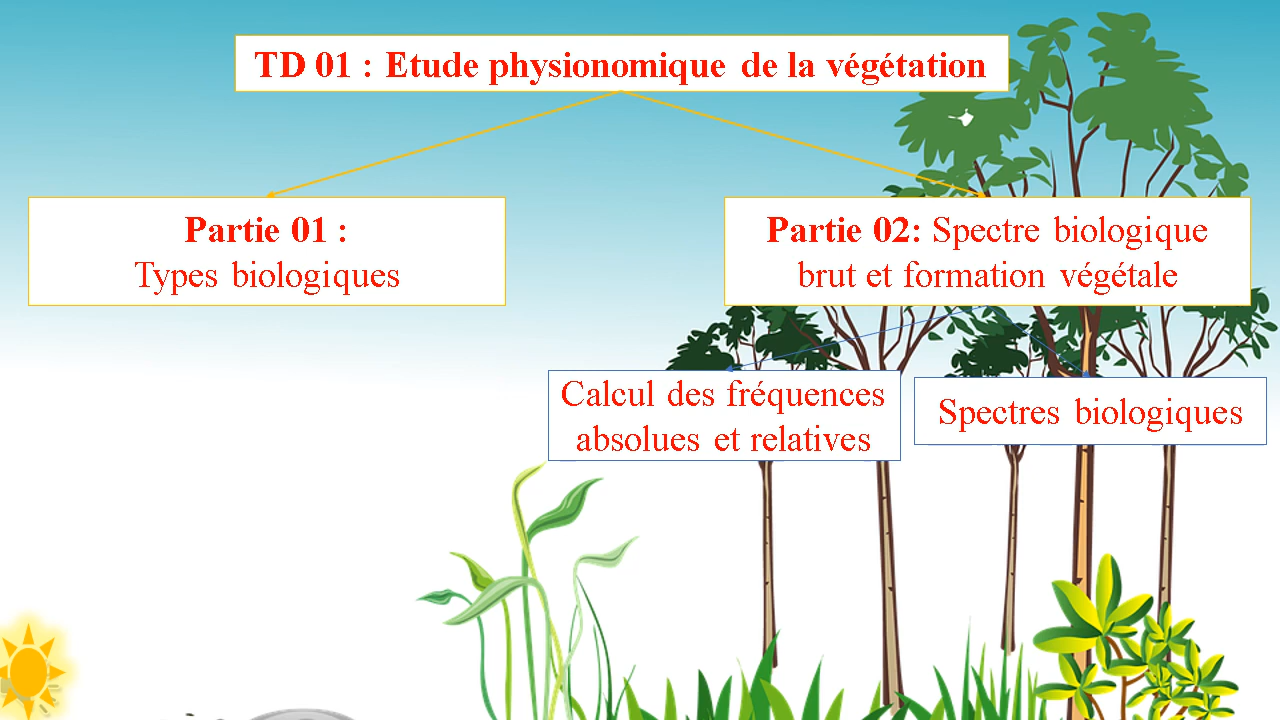 TD 01 : Etude physionomique de la végétation
Partie 01 :
Types biologiques
Partie 02: Spectre biologique
brut et formation végétale
Calcul des fréquences
absolues et relatives
Spectres biologiques